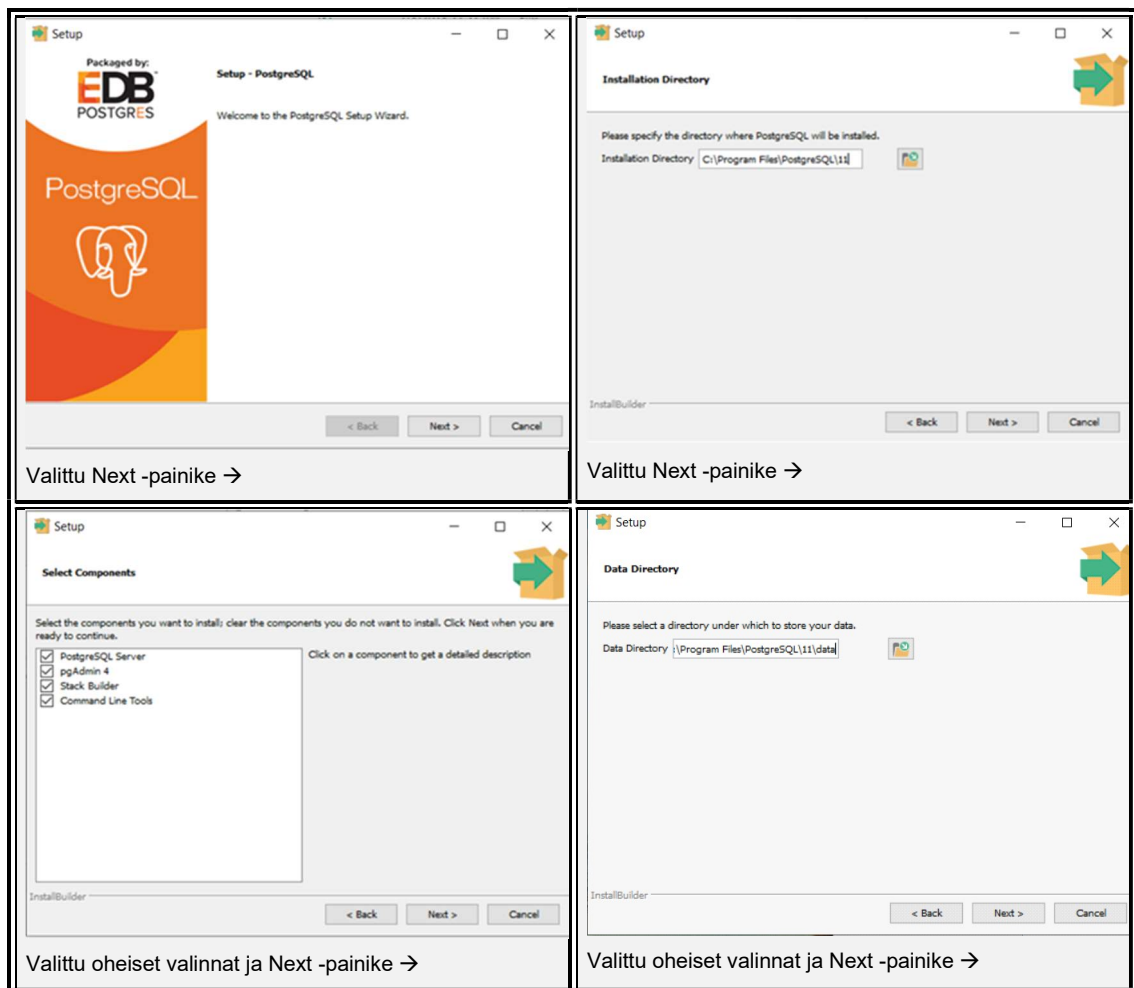 Setup
Packaged by:
EDB
POSTGRES
Setup - PostgreSQL
Welcome to the PostgreSQL Setup Wizard.
PostgreSQL
< Back Next > Cancel
Valittu Next -painike →
Setup
Installation Directory
Please specify the directory where PostgreSQL will be installed.
Installation Directory C:\Program Files\PostgreSQL\11
InstallBuilder
< Back Next > Cancel
Valittu Next -painike →
Setup
Select Components
Select the components you want to install; clear the components you do not want to install. Click Next when you are
ready to continue.
PostgreSQL Server Click on a component to get a detailed description
pgAdmin 4
Stack Builder
Command Line Tools
InstallBuilder
< Back Next > Cancel
Valittu oheiset valinnat ja Next -painike →
Setup
Data Directory
Please select a directory under which to store your data.
Data Directory :\Program Files\PostgreSQL\11\data
InstallBuilder
< Back Next > Cancel
Valittu oheiset valinnat ja Next -painike →